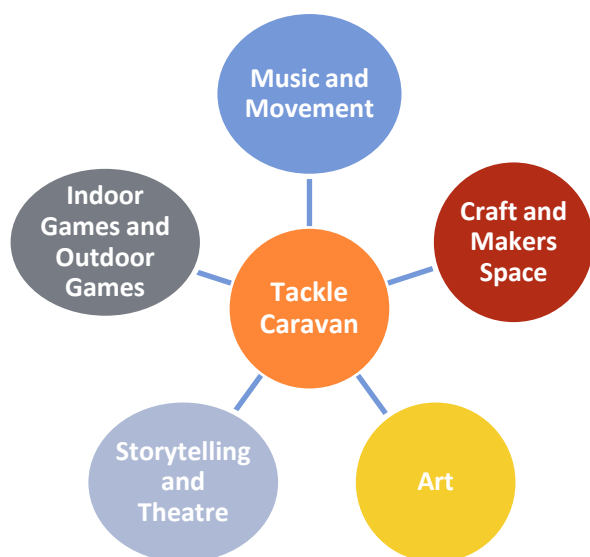 Music and
Movement
Indoor
Games and
Outdoor
Games
Craft and
Makers
Space
Tackle
Caravan
Storytelling
and
Theatre
Art